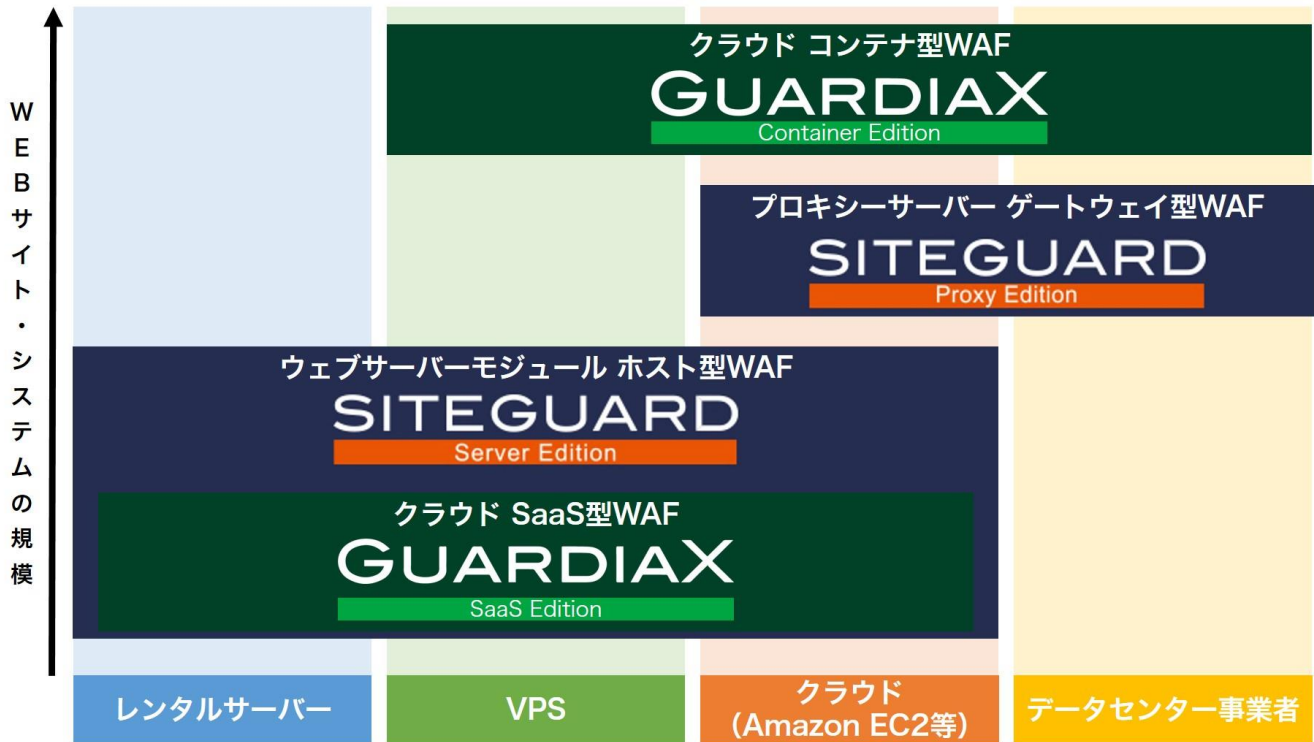 WEBサイト・システムの規模
クラウド コンテナ型WAF
GUARDIAX
Container Edition
プロキシーサーバー ゲートウェイ型WAF
SITEGUARD
Proxy Edition
ウェブサーバーモジュール ホスト型WAF
SITEGUARD
Server Edition
クラウド SaaS型WAF
GUARDIAX
SaaS Edition
レンタルサーバー
VPS
クラウド
（Amazon EC2等）
データセンター事業者